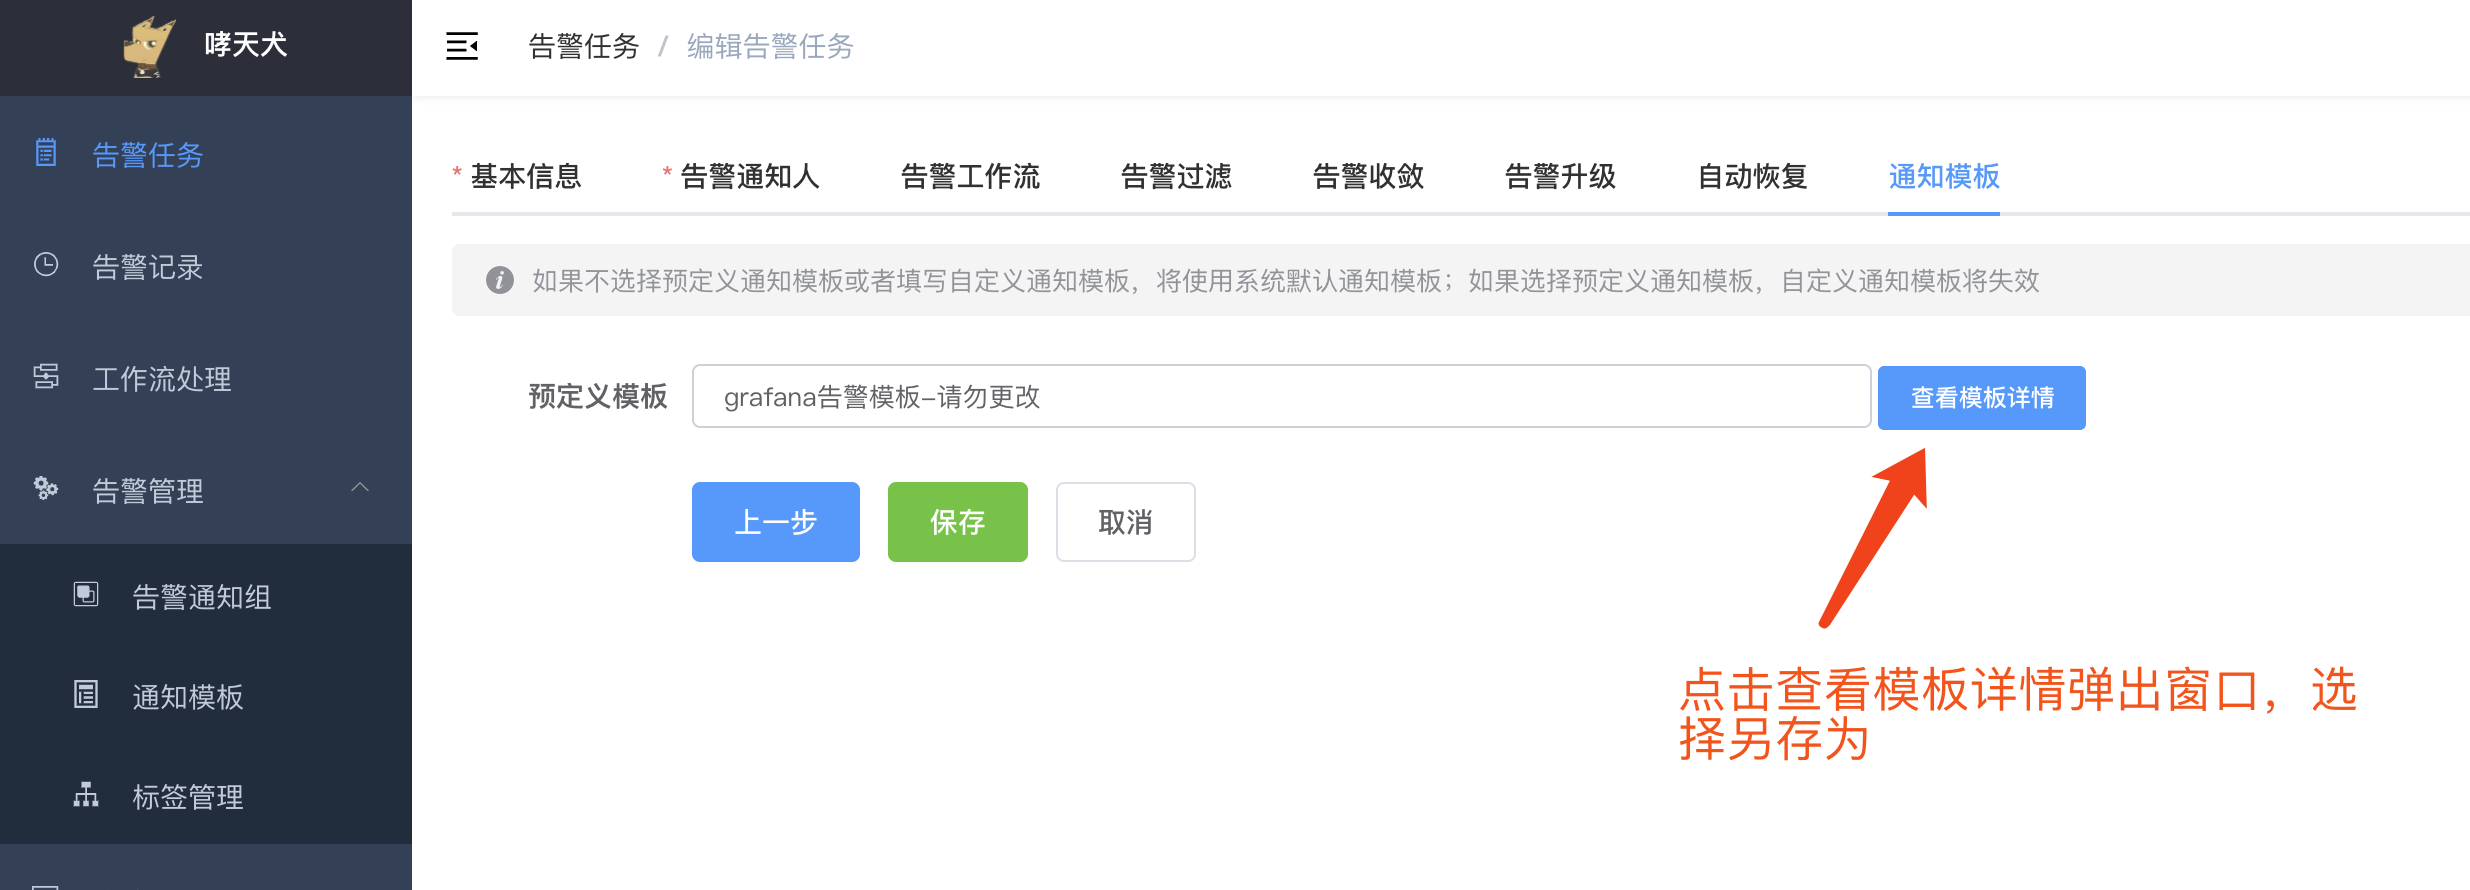 哮天犬
告警任务 / 编辑告警任务
告警任务
告警记录
工作流处理
告警管理
告警通知组
通知模板
标签管理
* 基本信息 * 告警通知人 告警工作流 告警过滤 告警收敛 告警升级 自动恢复 通知模板
如果不选择预定义通知模板或者填写自定义通知模板，将使用系统默认通知模板；如果选择预定义通知模板，自定义通知模板将失效
预定义模板 grafana告警模板-请勿更改 查看模板详情
上一步 保存 取消
点击查看模板详情弹出窗口，选
择另存为